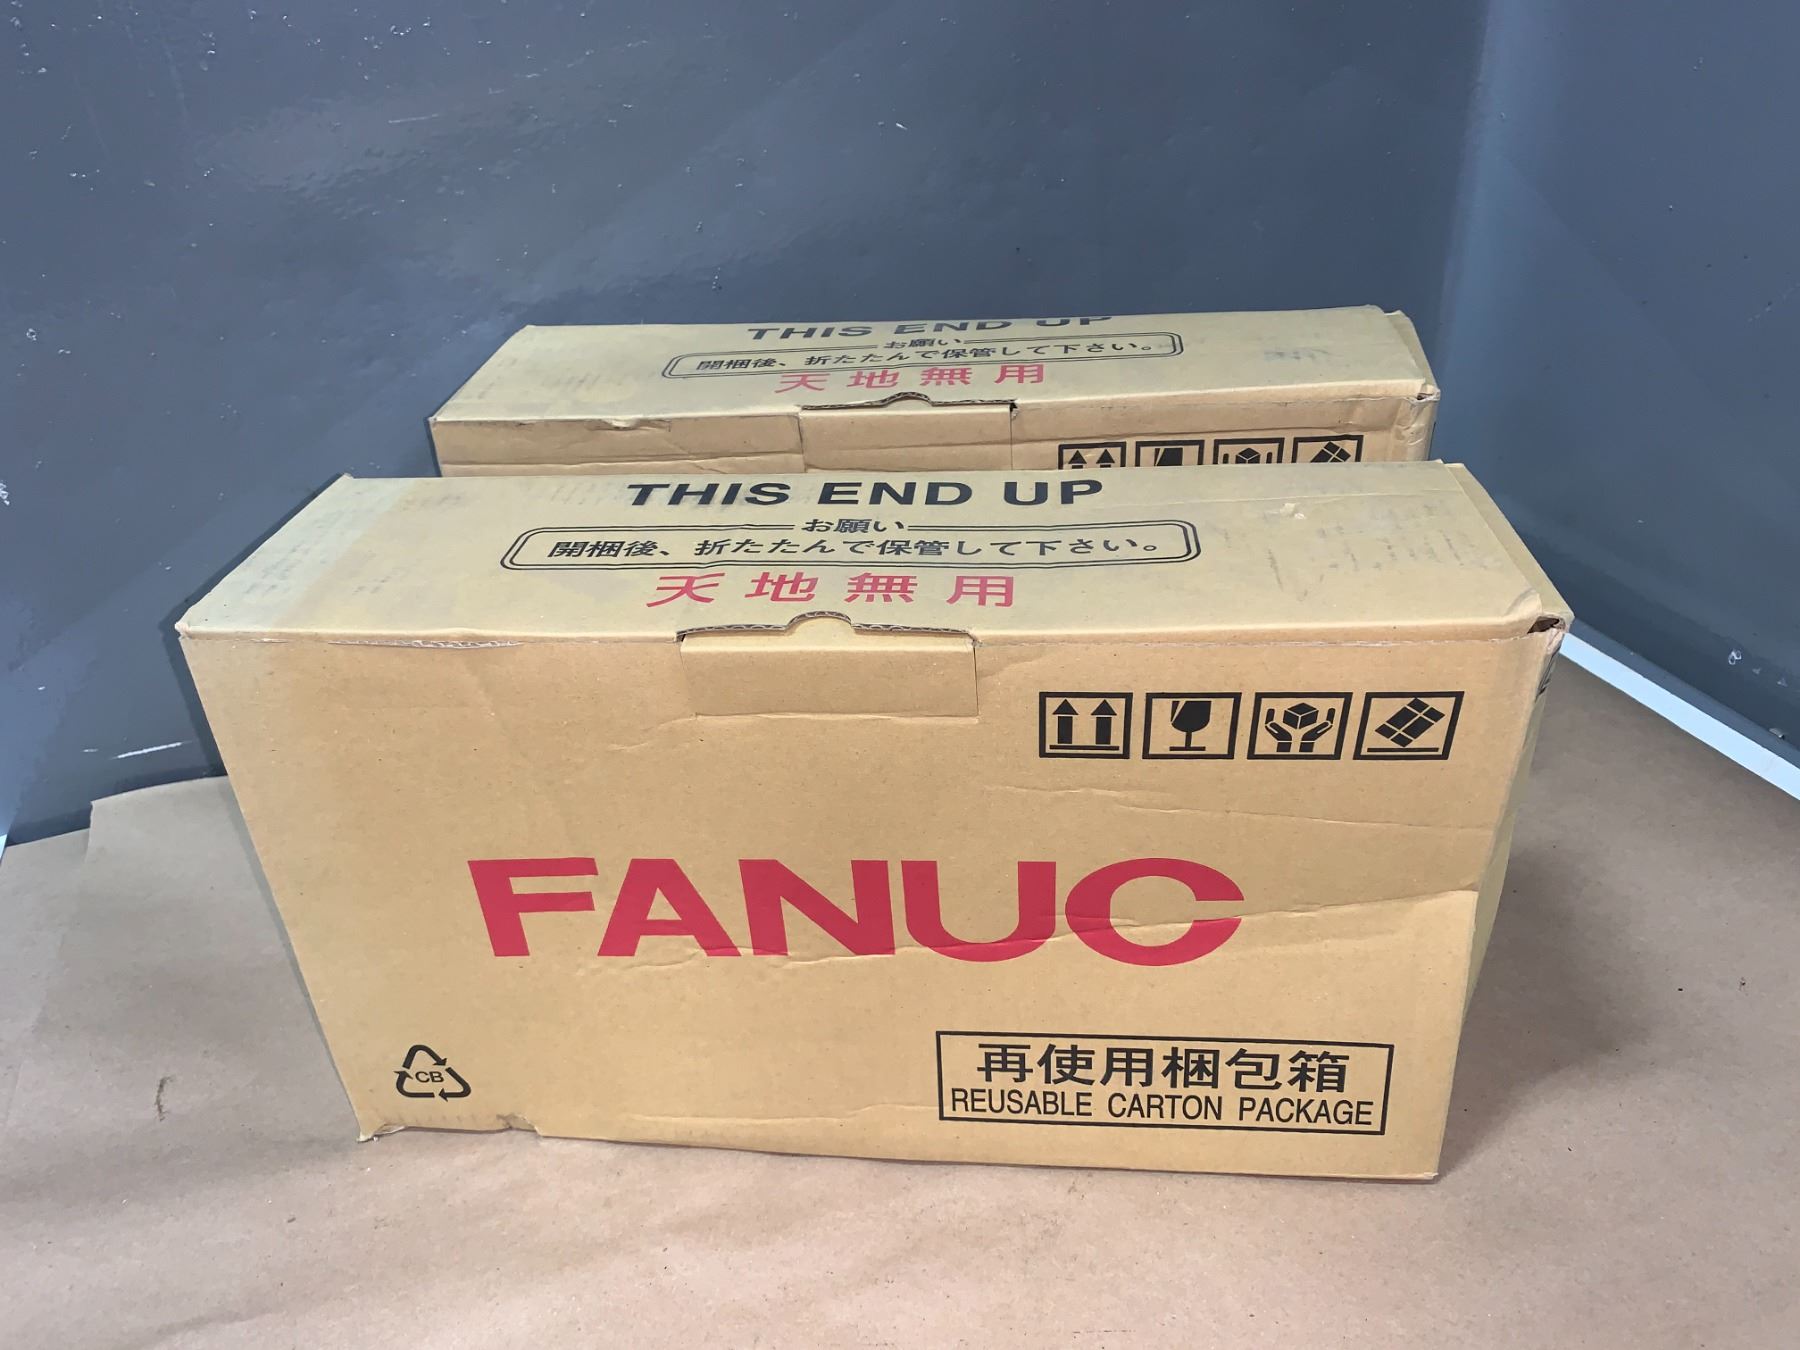 THIS END UP
お願い
開梱後、折たたんで保管して下さい。
天地無用
THIS END UP
お願い
開梱後、折たたんで保管して下さい。
天地無用
FANUC
CB
再使用梱包箱
REUSABLE CARTON PACKAGE